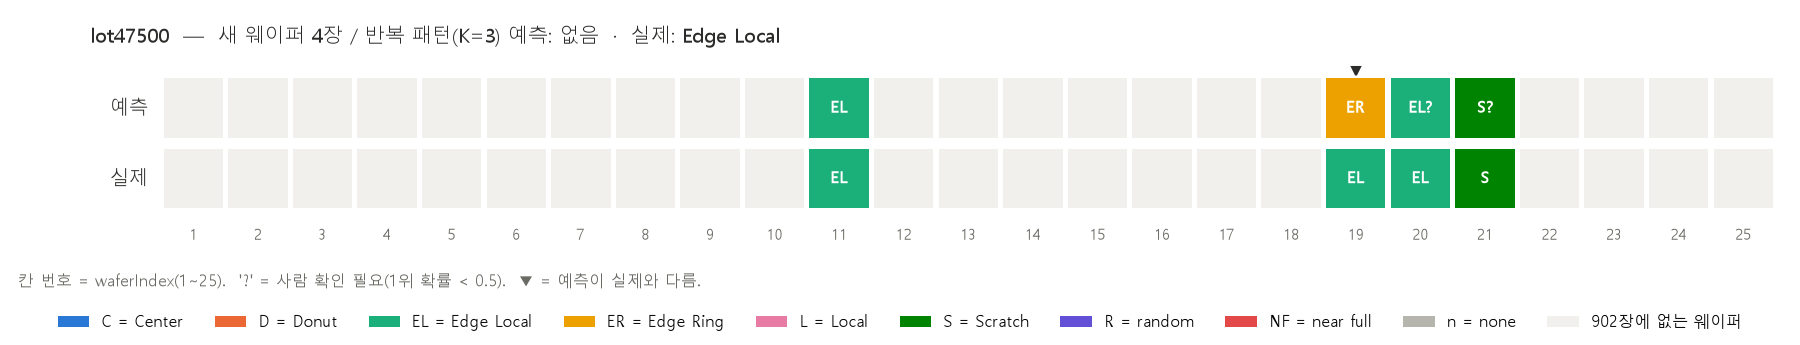 lot47500 — 새 웨이퍼 4장 / 반복 패턴(K=3) 예측: 없음 · 실제: Edge Local
▼
예측 EL ER EL? S?
실제 EL EL EL S
1 2 3 4 5 6 7 8 9 10 11 12 13 14 15 16 17 18 19 20 21 22 23 24 25
칸 번호 = waferIndex(1~25). '?' = 사람 확인 필요(1위 확률 < 0.5). ▼ = 예측이 실제와 다름.
C = Center D = Donut EL = Edge Local ER = Edge Ring L = Local S = Scratch R = random NF = near full n = none 902장에 없는 웨이퍼